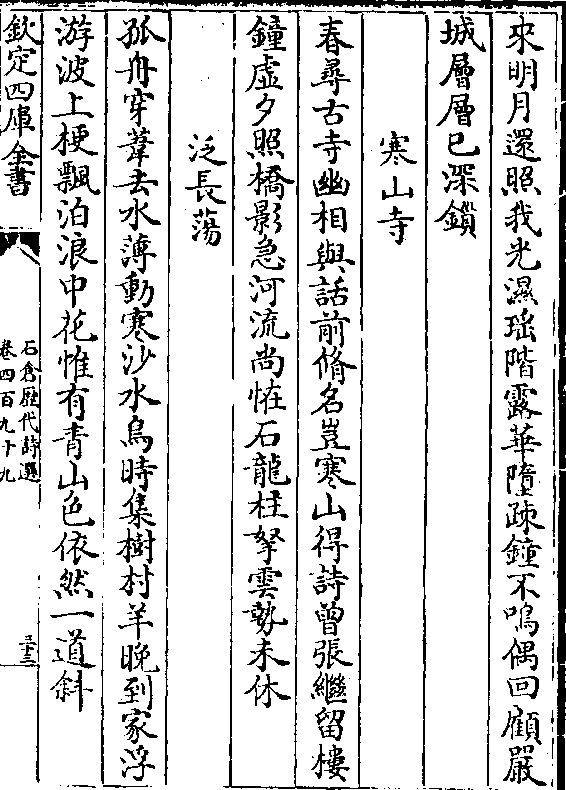 來明月還照我光濕瑶階露華墮疎鐘不鳴偶回顧嚴
城層層已深鎖
寒山寺
春尋古寺幽相與話前脩名豈寒山得詩曾張繼留樓
鐘虚夕照橋影急河流尚恠石龍柱拏雲勢未休
泛長蕩
孤舟穿葦去水溥動寒沙水鳥時集樹村羊晚到家浮
游波上梗飄泊浪中花惟有青山色依然一道斜
欽定四庫全書
石倉歷代詩選
卷四百九十九
三十三